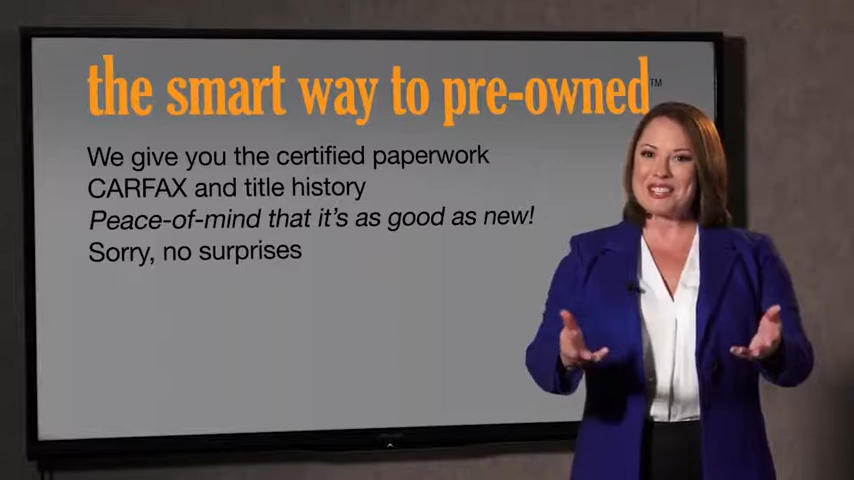 the smart way to pre-owned™
We give you the certified paperwork
CARFAX and title history
Peace-of-mind that it's as good as new!
Sorry, no surprises